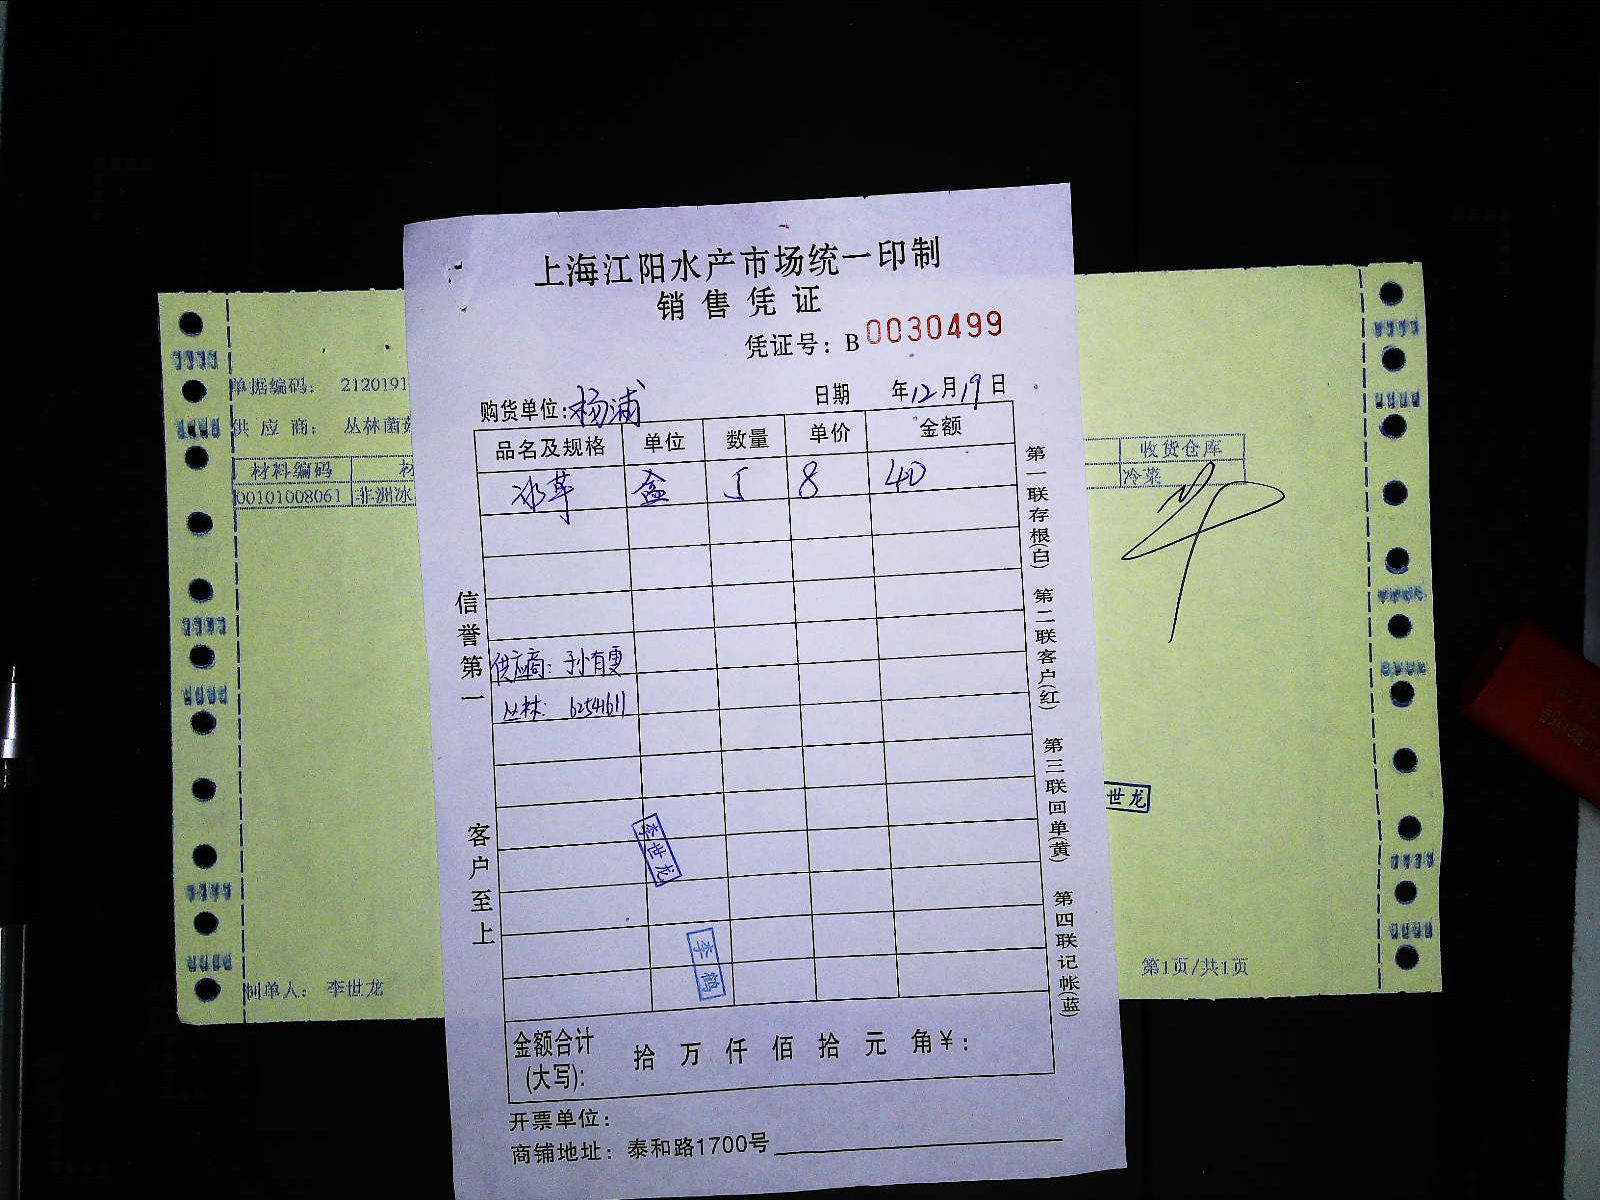 上海江阳水产市场统一印制
销售凭证
凭证号：B 0030499
购货单位：杨浦 日期 年12月19日
品名及规格 单位 数量 单价 金额
冰草 盒 5 8 40
供应商：孙有雯
丛林：62541611
李世龙
李鹤
金额合计(大写)： 拾 万 仟 佰 拾 元 角￥：
开票单位：
商铺地址：泰和路1700号
信誉第一
客户至上
第一联存根(白) 第二联客户(红) 第三联回单(黄) 第四联记帐(蓝)
单据编码： 2120191
供应商： 丛林菌菇
材料编码 材
00101008061 非洲冰
制单人： 李世龙
收货仓库
冷菜
世龙
第1页/共1页